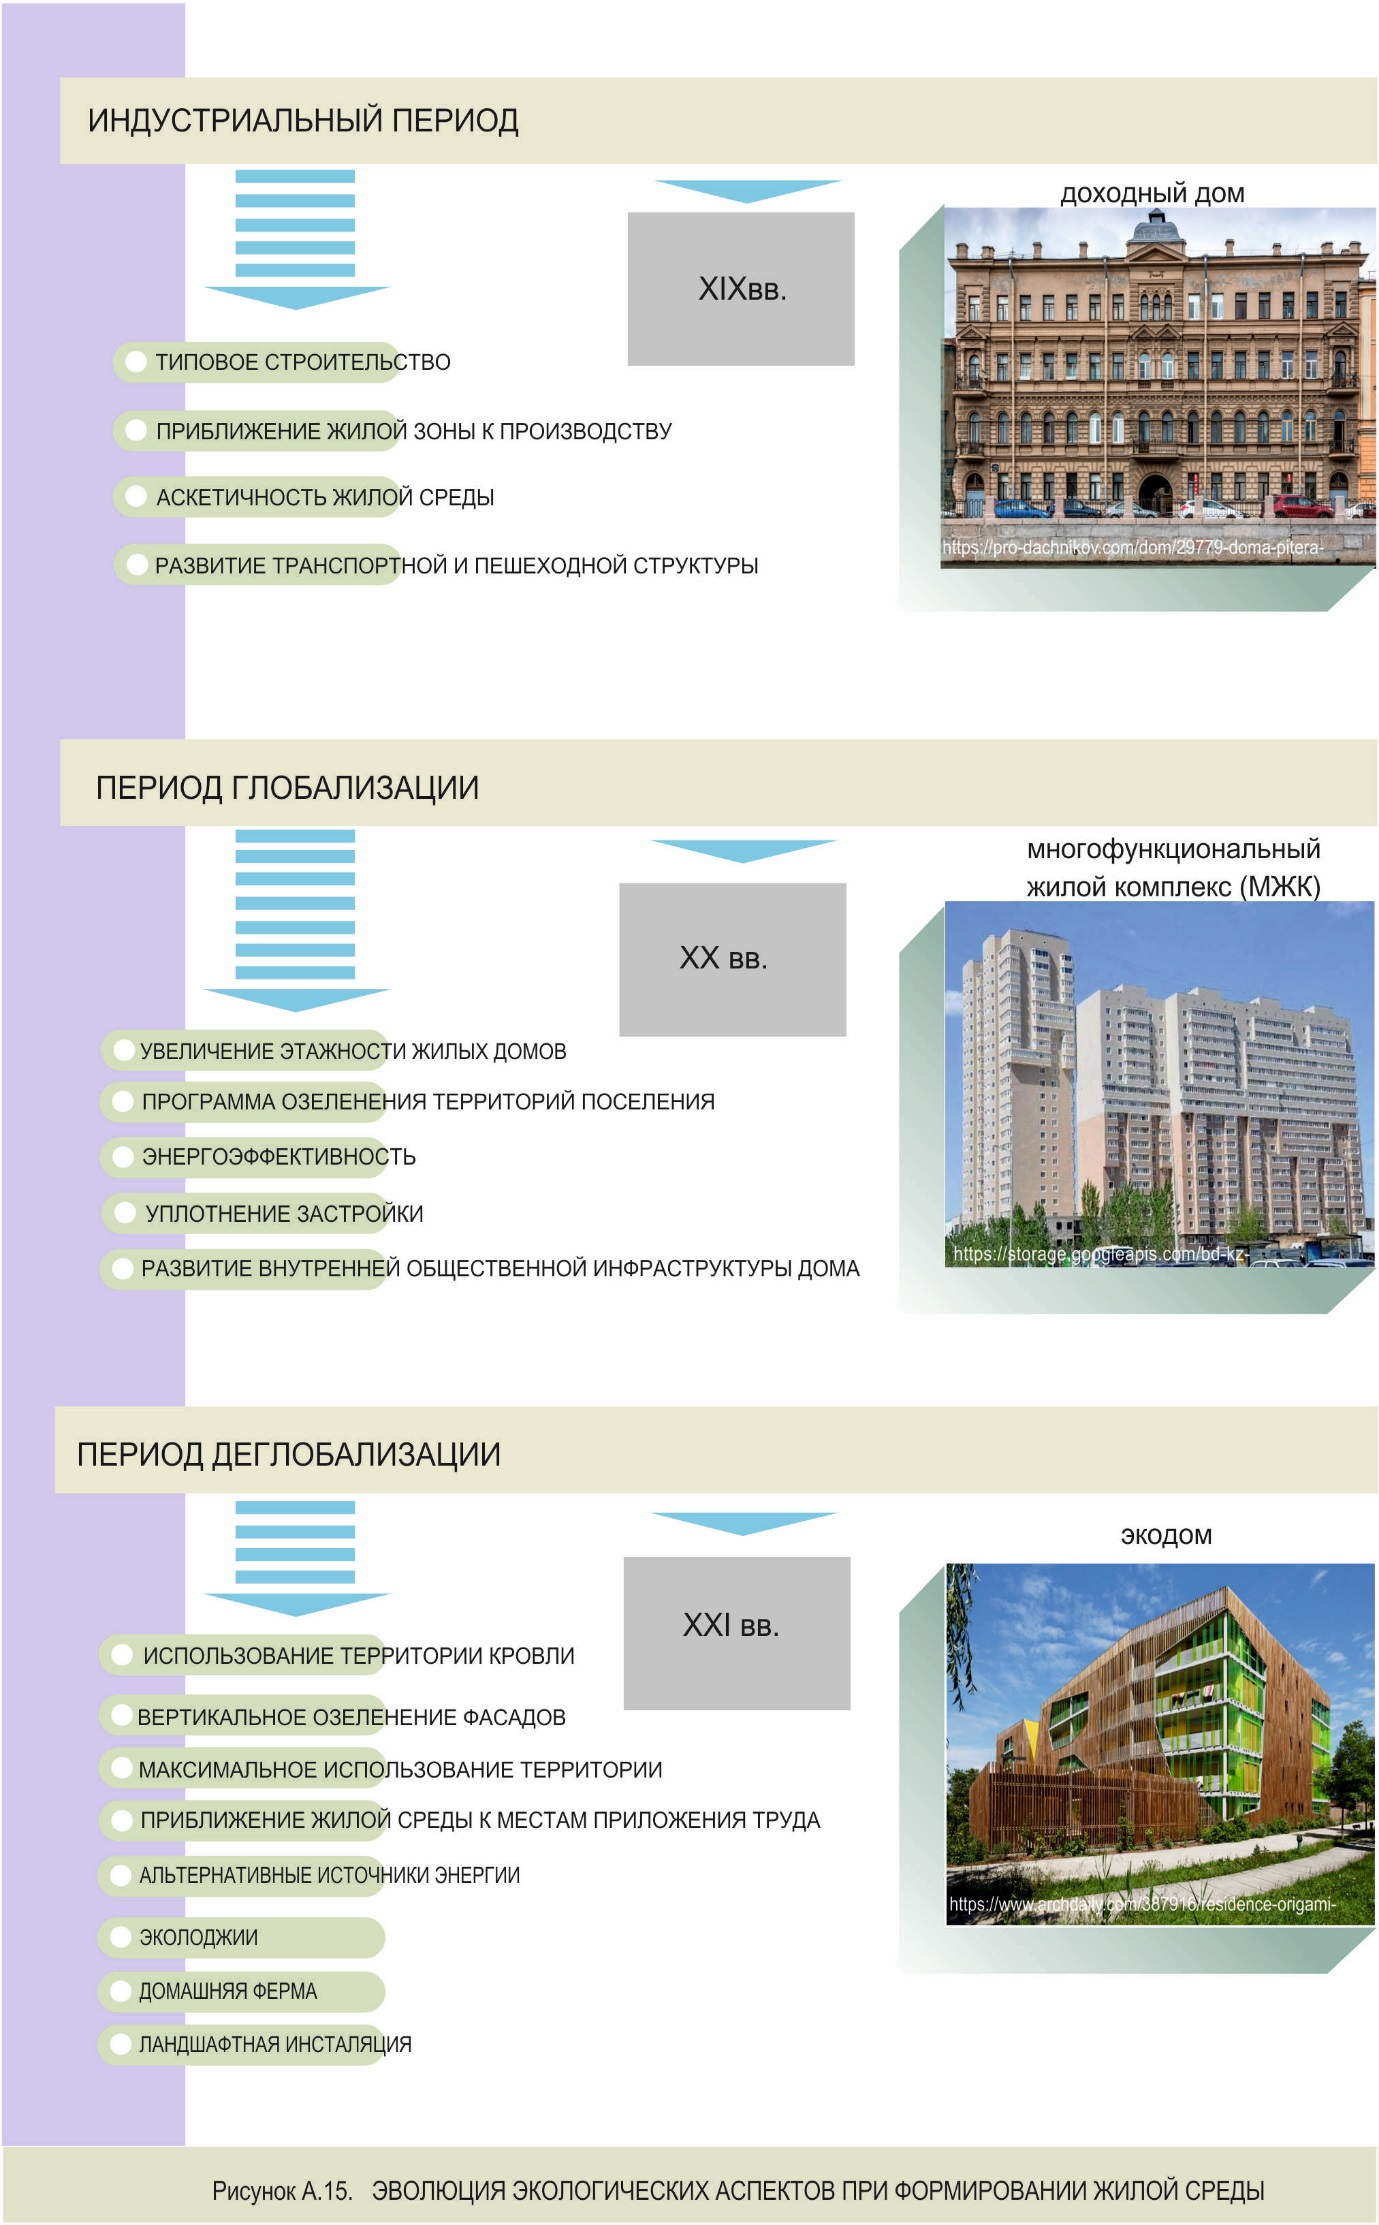 ИНДУСТРИАЛЬНЫЙ ПЕРИОД
доходный дом
XIXвв.
ТИПОВОЕ СТРОИТЕЛЬСТВО
ПРИБЛИЖЕНИЕ ЖИЛОЙ ЗОНЫ К ПРОИЗВОДСТВУ
АСКЕТИЧНОСТЬ ЖИЛОЙ СРЕДЫ
РАЗВИТИЕ ТРАНСПОРТНОЙ И ПЕШЕХОДНОЙ СТРУКТУРЫ
https://pro-dachnikov.com/dom/29779-doma-pitera-
ПЕРИОД ГЛОБАЛИЗАЦИИ
многофункциональный
жилой комплекс (МЖК)
XX вв.
УВЕЛИЧЕНИЕ ЭТАЖНОСТИ ЖИЛЫХ ДОМОВ
ПРОГРАММА ОЗЕЛЕНЕНИЯ ТЕРРИТОРИЙ ПОСЕЛЕНИЯ
ЭНЕРГОЭФФЕКТИВНОСТЬ
УПЛОТНЕНИЕ ЗАСТРОЙКИ
РАЗВИТИЕ ВНУТРЕННЕЙ ОБЩЕСТВЕННОЙ ИНФРАСТРУКТУРЫ ДОМА
https://storage.googleapis.com/bd-kz-
ПЕРИОД ДЕГЛОБАЛИЗАЦИИ
экодом
XXI вв.
ИСПОЛЬЗОВАНИЕ ТЕРРИТОРИИ КРОВЛИ
ВЕРТИКАЛЬНОЕ ОЗЕЛЕНЕНИЕ ФАСАДОВ
МАКСИМАЛЬНОЕ ИСПОЛЬЗОВАНИЕ ТЕРРИТОРИИ
ПРИБЛИЖЕНИЕ ЖИЛОЙ СРЕДЫ К МЕСТАМ ПРИЛОЖЕНИЯ ТРУДА
АЛЬТЕРНАТИВНЫЕ ИСТОЧНИКИ ЭНЕРГИИ
https://www.archdaily.com/387916/residence-origami-
ЭКОЛОДЖИИ
ДОМАШНЯЯ ФЕРМА
ЛАНДШАФТНАЯ ИНСТАЛЯЦИЯ
Рисунок А.15. ЭВОЛЮЦИЯ ЭКОЛОГИЧЕСКИХ АСПЕКТОВ ПРИ ФОРМИРОВАНИИ ЖИЛОЙ СРЕДЫ